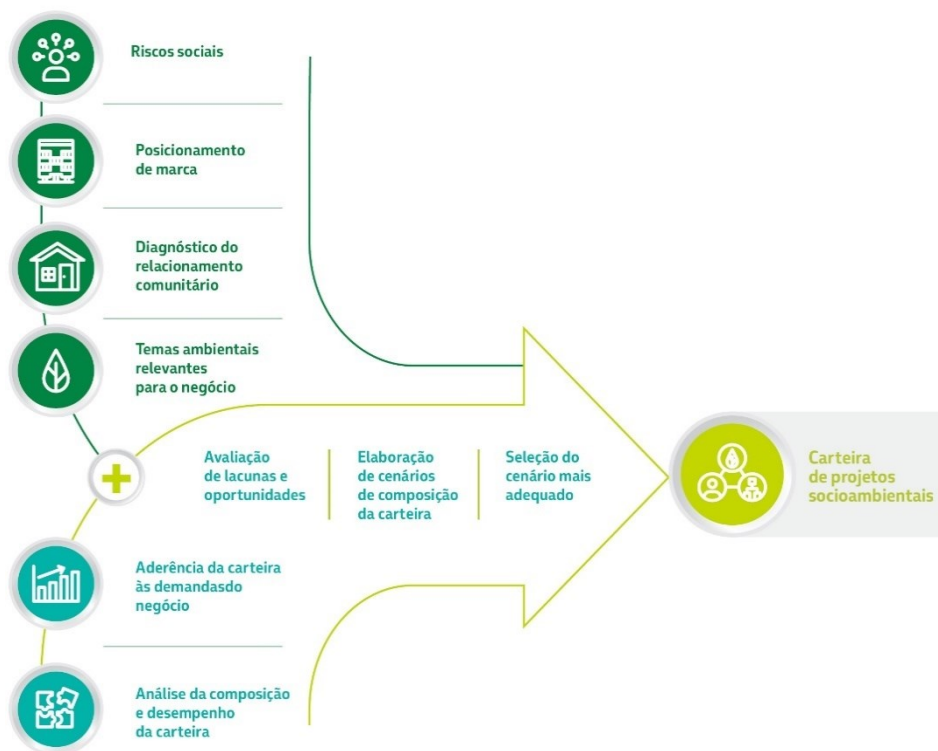 Riscos sociais
Posicionamento
de marca
Diagnóstico do
relacionamento
comunitário
Temas ambientais
relevantes
para o negócio
Avaliação
de lacunas e
oportunidades
Elaboração
de cenários
de composição
da carteira
Seleção do
cenário mais
adequado
Carteira
de projetos
socioambientais
Aderência da carteira
às demandasdo
negócio
Análise da composição
e desempenho
da carteira